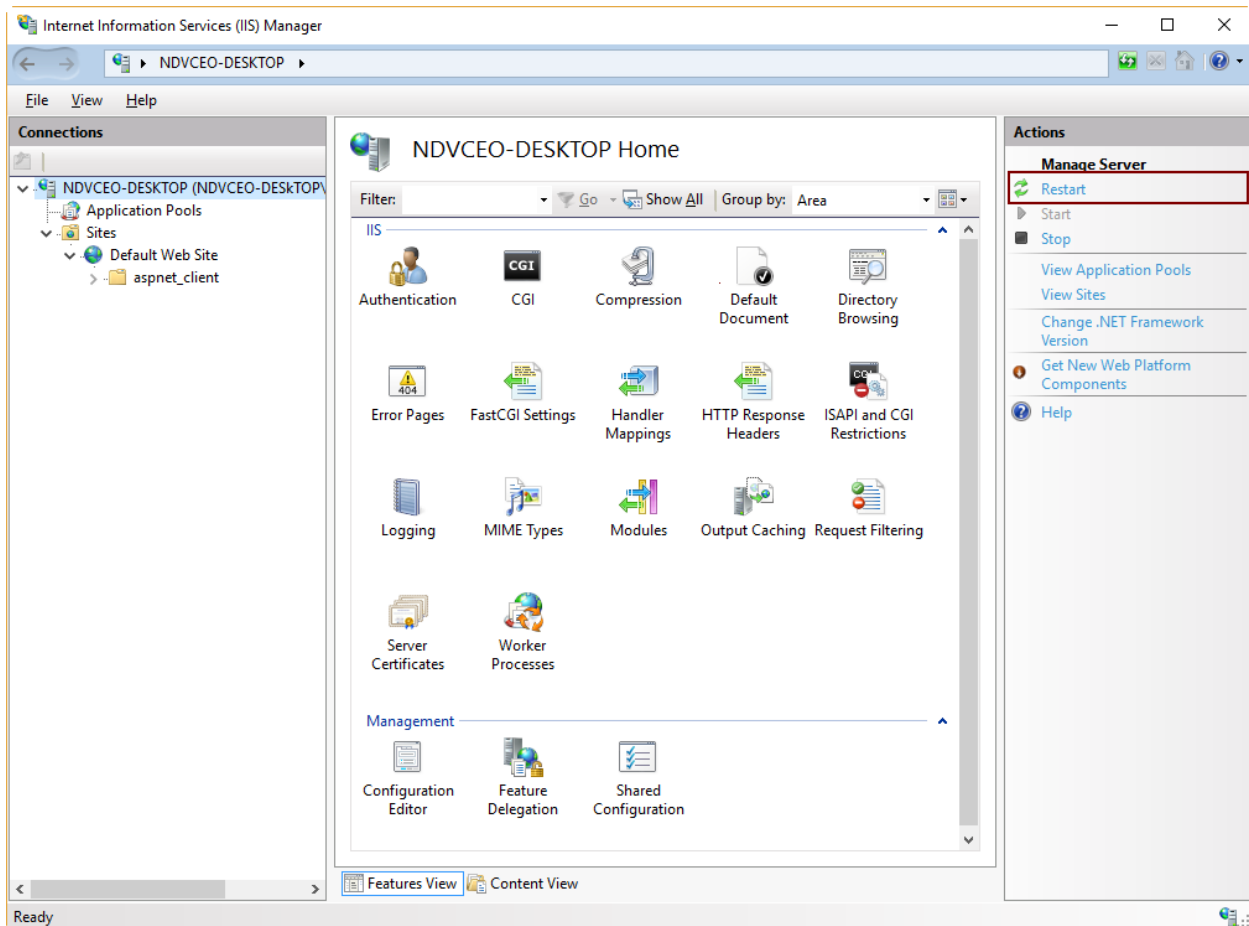 Internet Information Services (IIS) Manager
NDVCEO-DESKTOP
File View Help
Connections
NDVCEO-DESKTOP (NDVCEO-DESkTOP\
Application Pools
Sites
Default Web Site
aspnet_client
NDVCEO-DESKTOP Home
Filter: Go Show All Group by: Area
IIS
Authentication
CGI
CGI
Compression
Default
Document
Directory
Browsing
404
Error Pages
FastCGI Settings
Handler
Mappings
HTTP Response
Headers
ISAPI and CGI
Restrictions
Logging
MIME Types
Modules
Output Caching
Request Filtering
Server
Certificates
Worker
Processes
Management
Configuration
Editor
Feature
Delegation
Shared
Configuration
Features View Content View
Actions
Manage Server
Restart
Start
Stop
View Application Pools
View Sites
Change .NET Framework
Version
Get New Web Platform
Components
Help
Ready